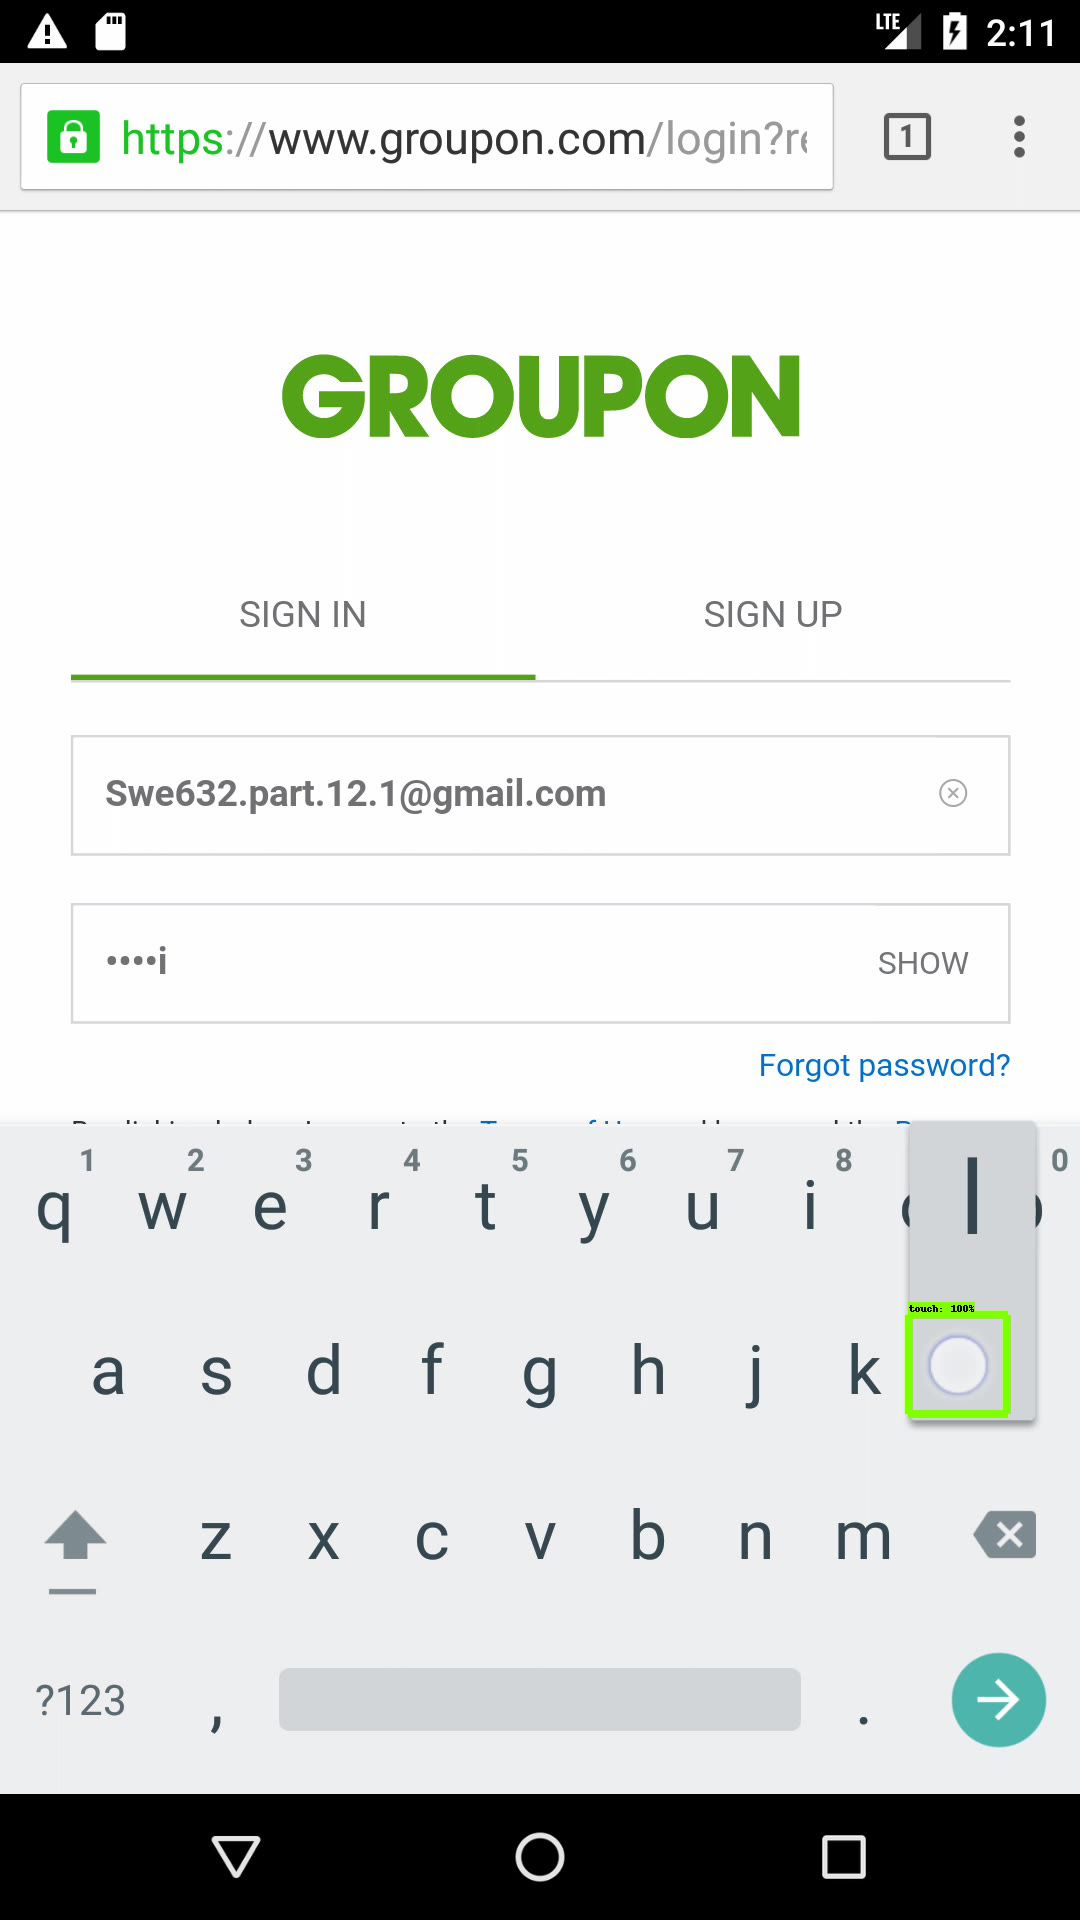 LTE 2:11
https://www.groupon.com/login?re
1
GROUPON
SIGN IN SIGN UP
Swe632.part.12.1@gmail.com
••••i SHOW
Forgot password?
1 2 3 4 5 6 7 8 0
q w e r t y u i l
touch: 100%
a s d f g h j k
z x c v b n m
?123 , .